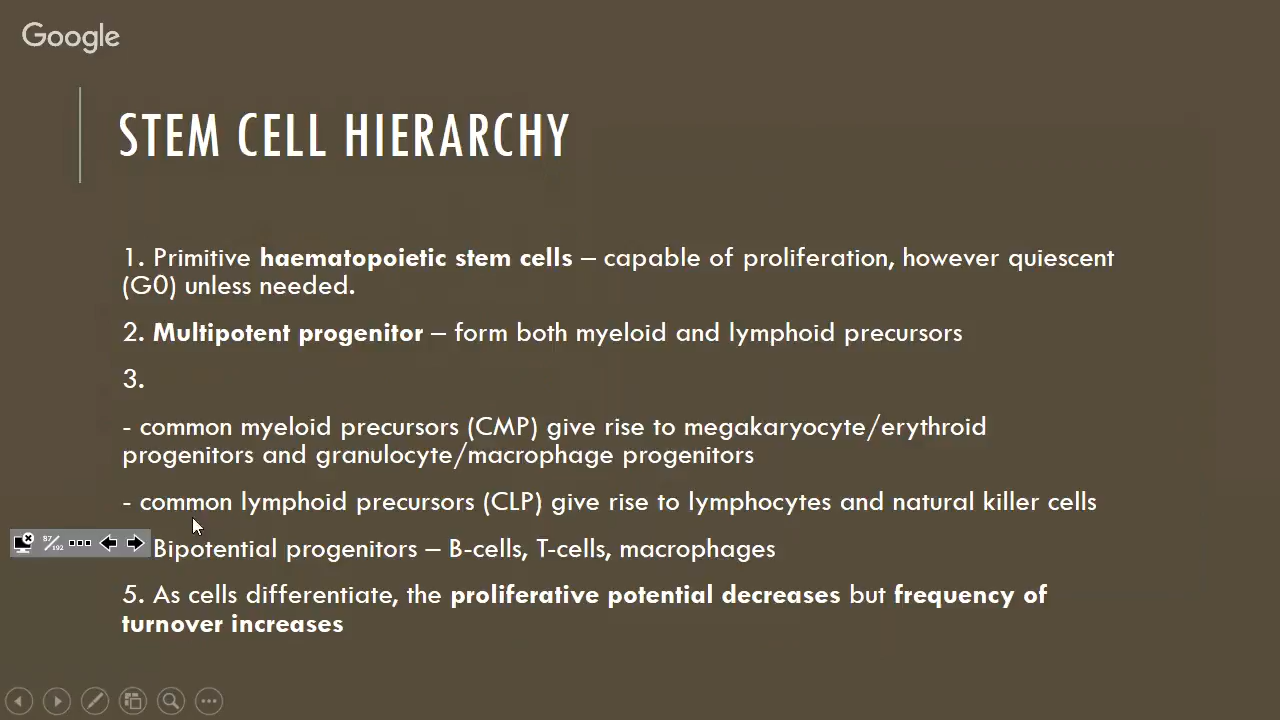 Google
STEM CELL HIERARCHY
1. Primitive haematopoietic stem cells – capable of proliferation, however quiescent
(G0) unless needed.
2. Multipotent progenitor – form both myeloid and lymphoid precursors
3.
- common myeloid precursors (CMP) give rise to megakaryocyte/erythroid
progenitors and granulocyte/macrophage progenitors
- common lymphoid precursors (CLP) give rise to lymphocytes and natural killer cells
87/192
Bipotential progenitors – B-cells, T-cells, macrophages
5. As cells differentiate, the proliferative potential decreases but frequency of
turnover increases